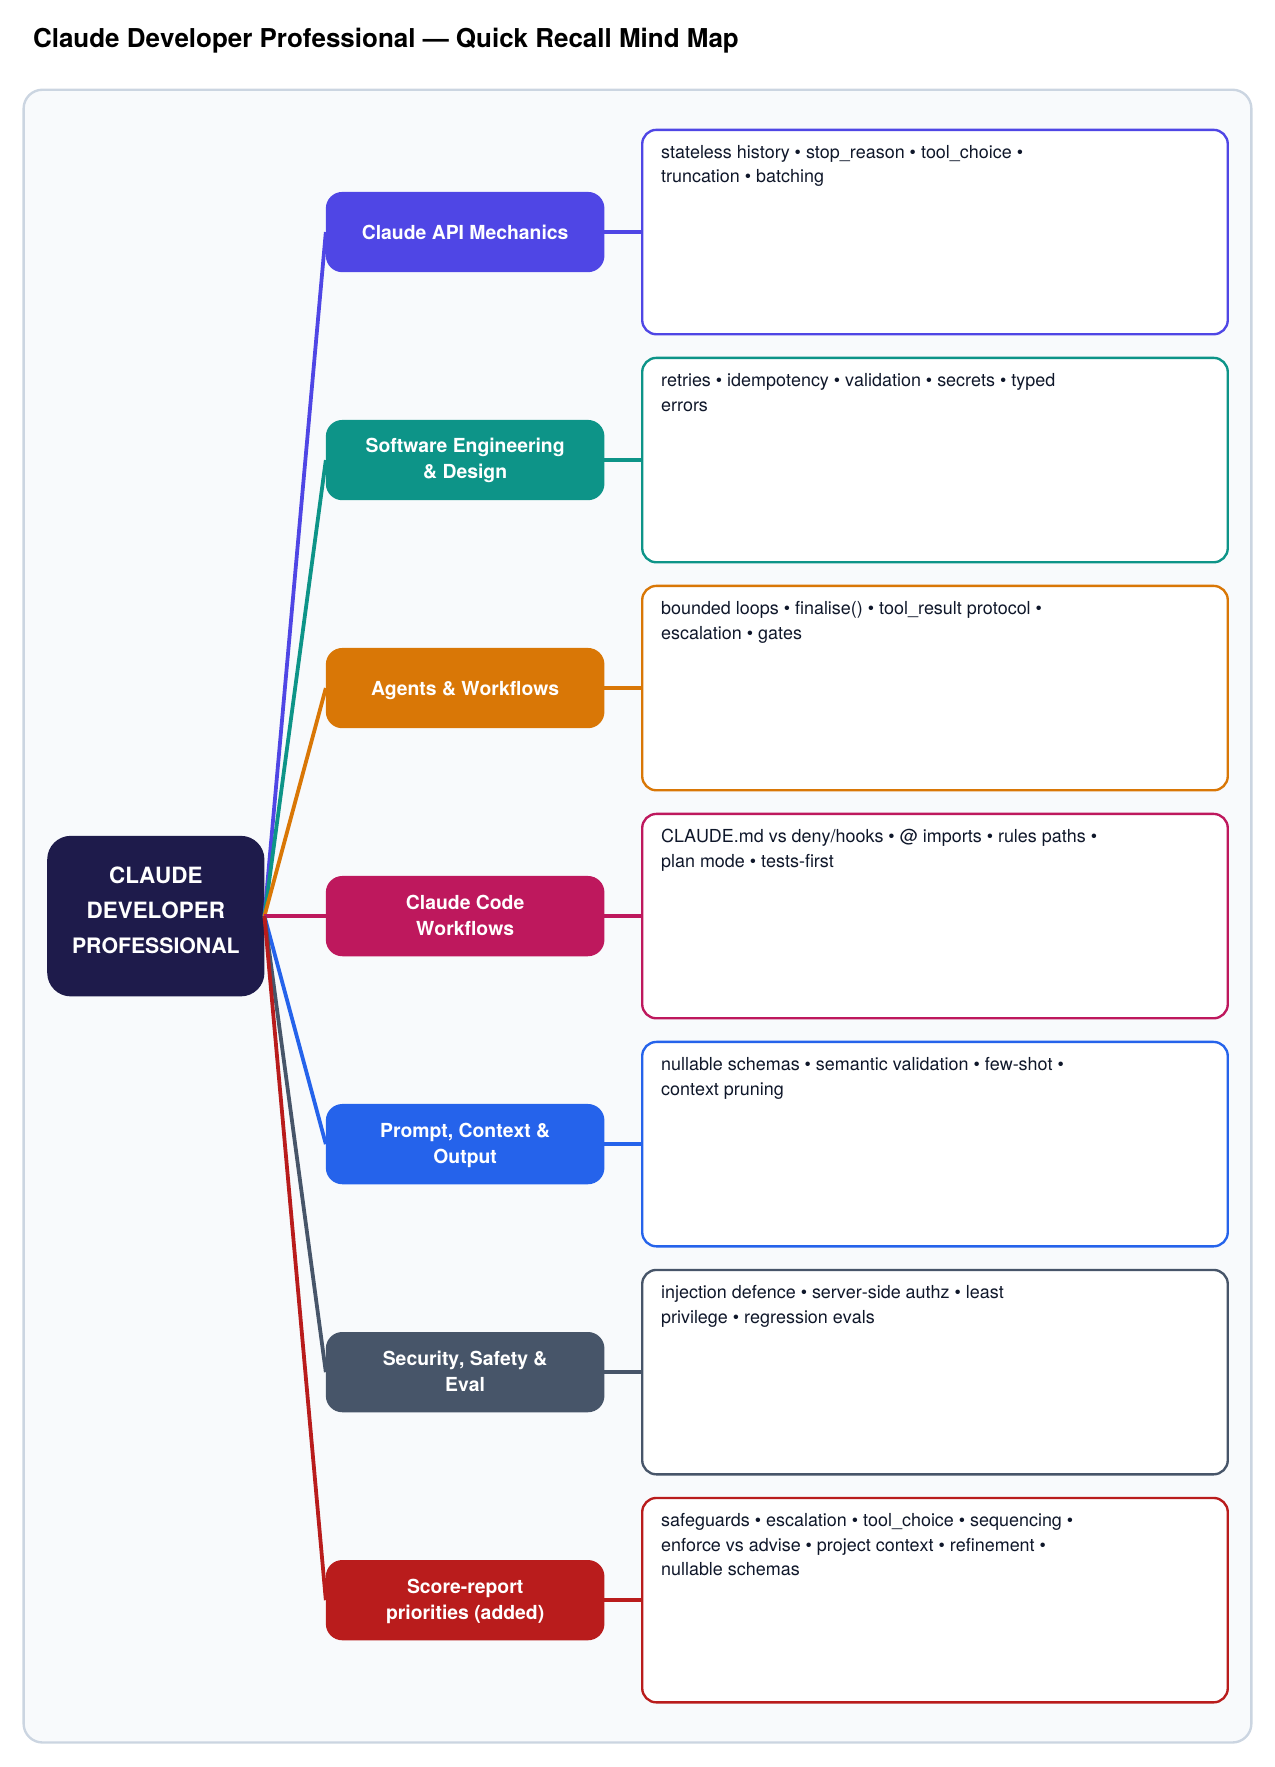 Claude Developer Professional — Quick Recall Mind Map
stateless history • stop_reason • tool_choice •
truncation • batching
Claude API Mechanics
retries • idempotency • validation • secrets • typed
errors
Software Engineering
& Design
bounded loops • finalise() • tool_result protocol •
escalation • gates
Agents & Workflows
CLAUDE.md vs deny/hooks • @ imports • rules paths •
plan mode • tests-first
CLAUDE
DEVELOPER
PROFESSIONAL
Claude Code
Workflows
nullable schemas • semantic validation • few-shot •
context pruning
Prompt, Context &
Output
injection defence • server-side authz • least
privilege • regression evals
Security, Safety &
Eval
safeguards • escalation • tool_choice • sequencing •
enforce vs advise • project context • refinement •
nullable schemas
Score-report
priorities (added)